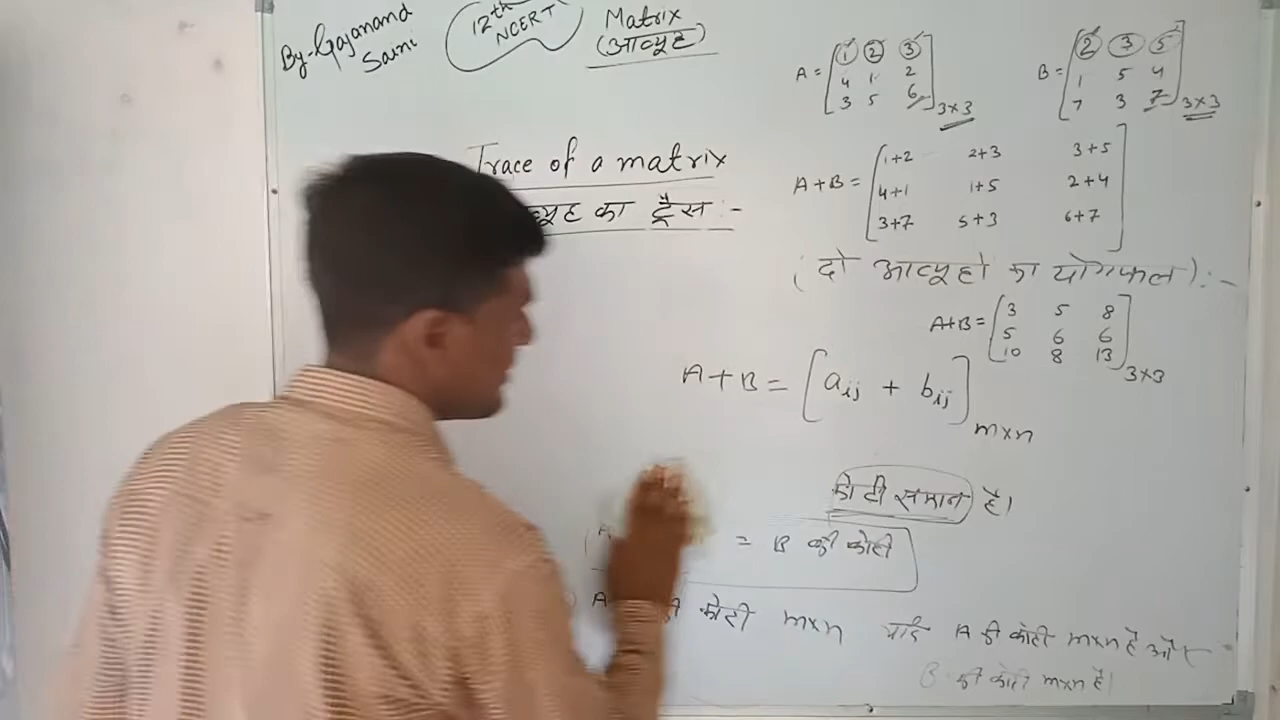 By-Gajanand
Saini
12th
NCERT
Matrix
(आव्यूह)
A = [1 2 3
4 1 2
3 5 6] 3×3
B = [2 3 5
1 5 4
7 3 7] 3×3
Trace of a matrix
का ट्रैस :-
A+B = [1+2 2+3 3+5
4+1 1+5 2+4
3+7 5+3 6+7]
(दो आव्यूहो का योगफल) :-
A+B = [3 5 8
5 6 6
10 8 13] 3×3
A+B = [aij + bij] m×n
कोटी समान है।
A = B की कोटी
A की कोटी m×n यदि A की कोटी m×n है और
B की कोटी m×n है।